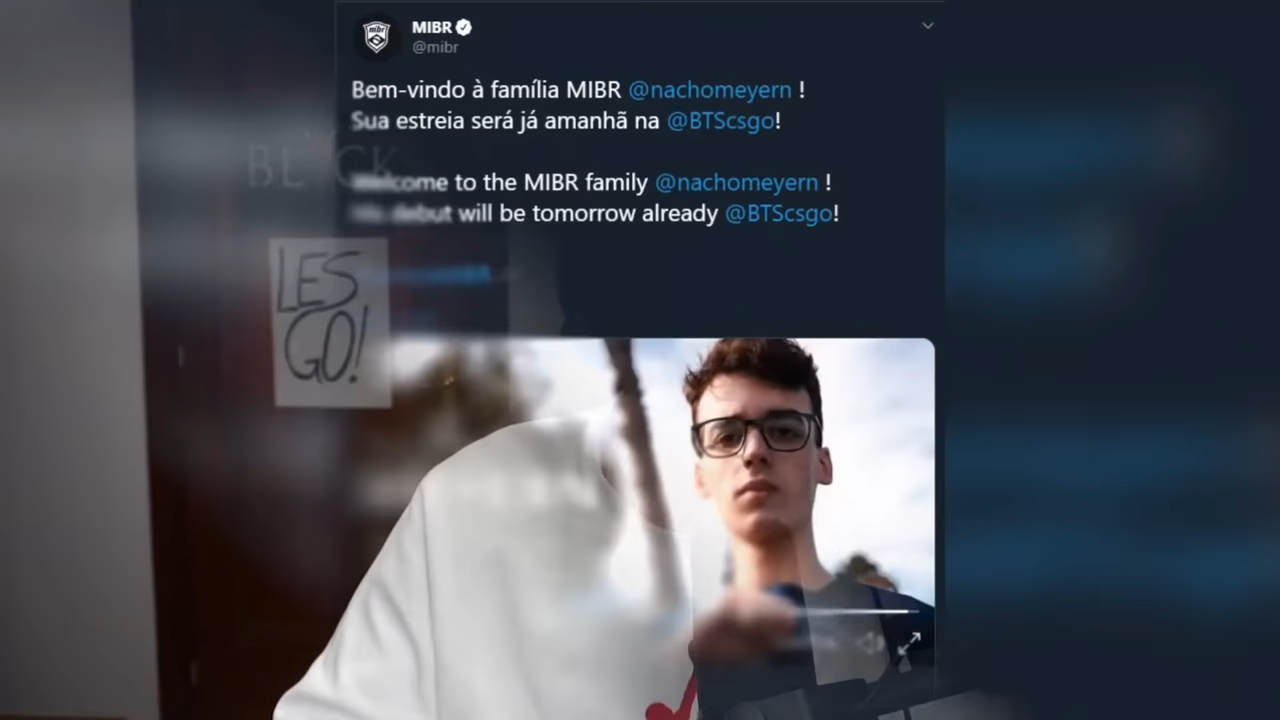 MIBR
@mibr
Bem-vindo à família MIBR @nachomeyern !
Sua estreia será já amanhã na @BTScsgo!
Welcome to the MIBR family @nachomeyern !
debut will be tomorrow already @BTScsgo!
LES
GO!